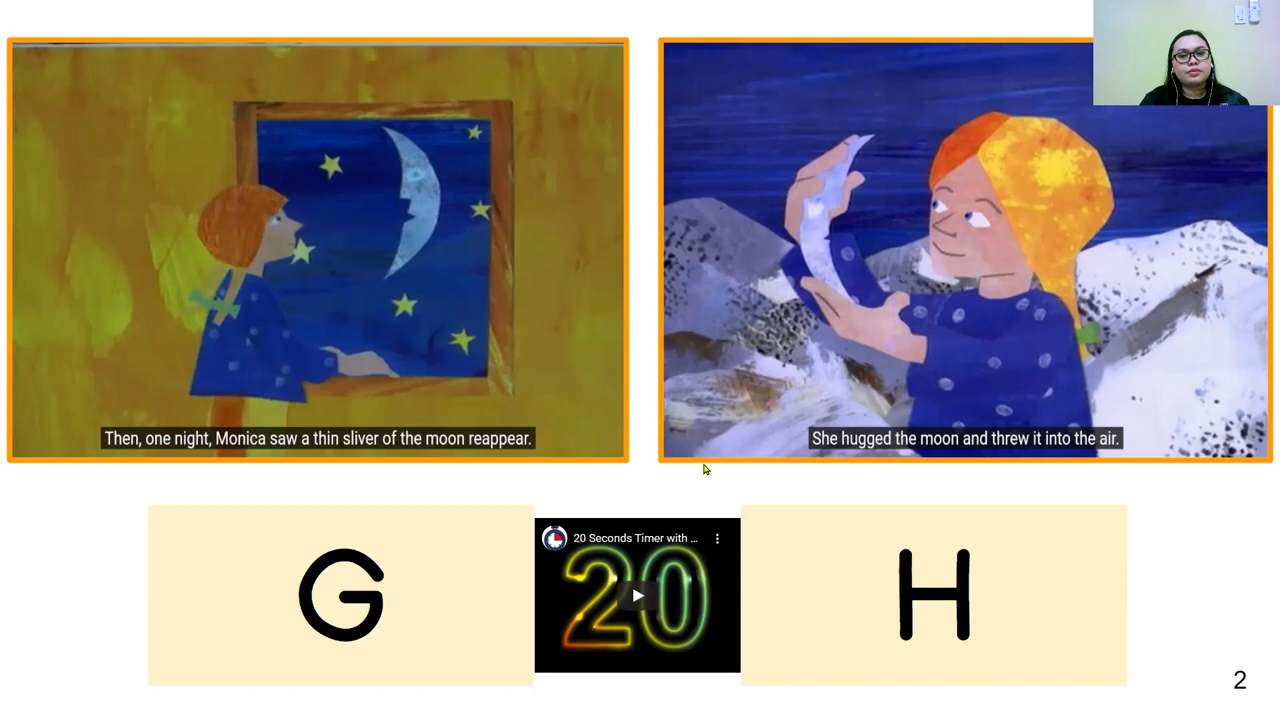 Then, one night, Monica saw a thin sliver of the moon reappear.
She hugged the moon and threw it into the air.
G
20 Seconds Timer with ...
20
H
2